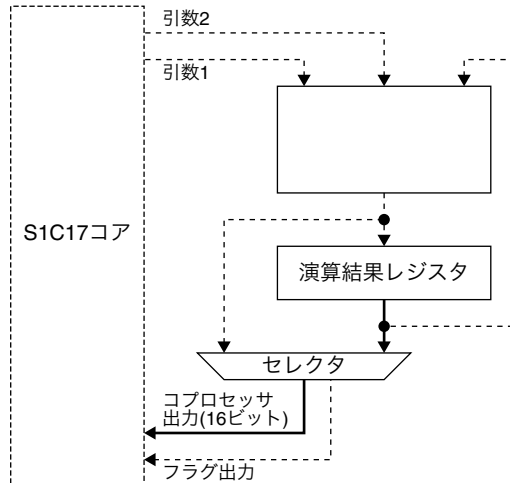 引数2
引数1
S1C17コア
演算結果レジスタ
セレクタ
コプロセッサ
出力(16ビット)
フラグ出力